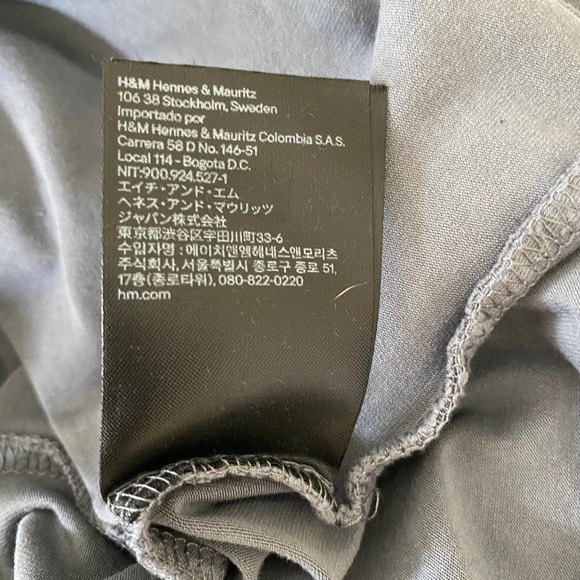 H&M Hennes & Mauritz
106 38 Stockholm, Sweden
Importado por
H&M Hennes & Mauritz Colombia S.A.S.
Carrera 58 D No. 146-51
Local 114 - Bogota D.C.
NIT:900.924.527-1
エイチ・アンド・エム
ヘネス・アンド・マウリッツ
ジャパン株式会社
東京都渋谷区宇田川町33-6
수입자명 : 에이치앤엠헤네스앤모리츠
주식회사, 서울특별시 종로구 종로 51,
17층(종로타워), 080-822-0220
hm.com